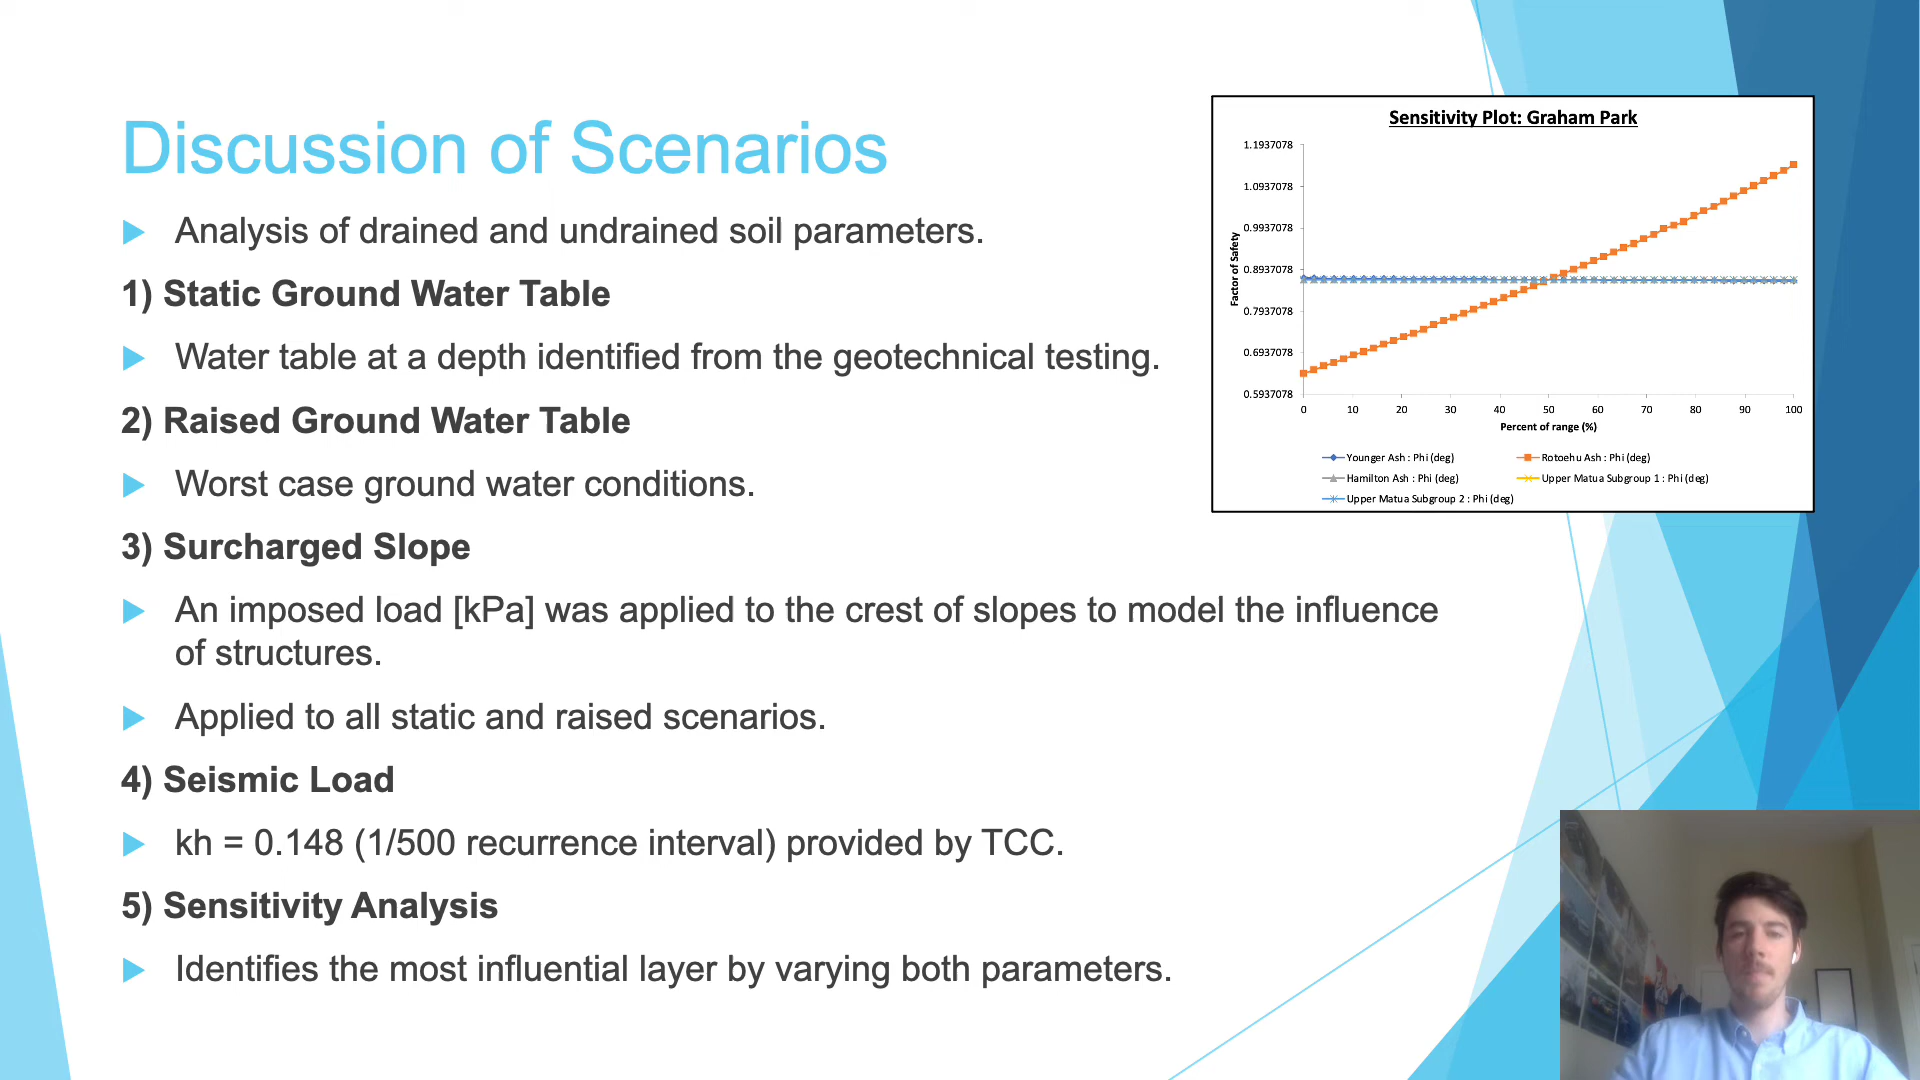 Discussion of Scenarios
Analysis of drained and undrained soil parameters.
1) Static Ground Water Table
Water table at a depth identified from the geotechnical testing.
2) Raised Ground Water Table
Worst case ground water conditions.
3) Surcharged Slope
An imposed load [kPa] was applied to the crest of slopes to model the influence
of structures.
Applied to all static and raised scenarios.
4) Seismic Load
kh = 0.148 (1/500 recurrence interval) provided by TCC.
5) Sensitivity Analysis
Identifies the most influential layer by varying both parameters.
Sensitivity Plot: Graham Park
Factor of Safety
1.1937078
1.0937078
0.9937078
0.8937078
0.7937078
0.6937078
0.5937078
0 10 20 30 40 50 60 70 80 90 100
Percent of range (%)
Younger Ash : Phi (deg)
Rotoehu Ash : Phi (deg)
Hamilton Ash : Phi (deg)
Upper Matua Subgroup 1 : Phi (deg)
Upper Matua Subgroup 2 : Phi (deg)